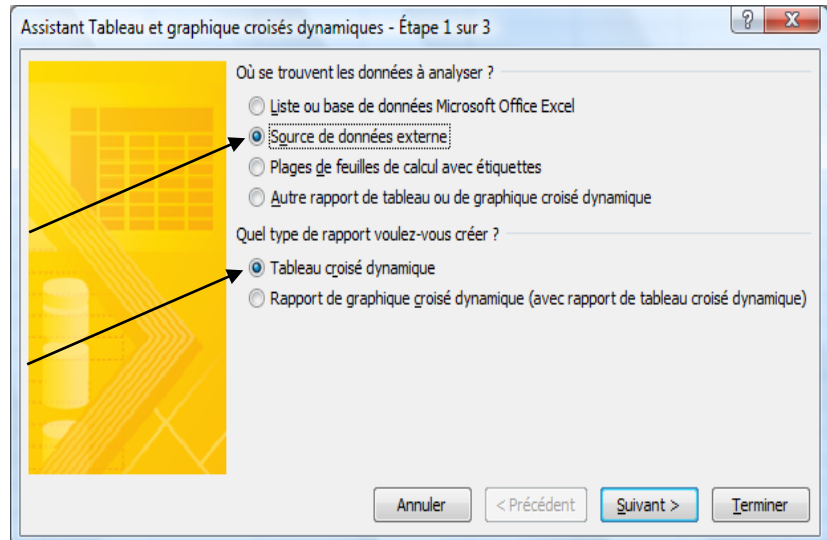 Assistant Tableau et graphique croisés dynamiques - Étape 1 sur 3
Où se trouvent les données à analyser ?
Liste ou base de données Microsoft Office Excel
Source de données externe
Plages de feuilles de calcul avec étiquettes
Autre rapport de tableau ou de graphique croisé dynamique
Quel type de rapport voulez-vous créer ?
Tableau croisé dynamique
Rapport de graphique croisé dynamique (avec rapport de tableau croisé dynamique)
Annuler
< Précédent
Suivant >
Terminer